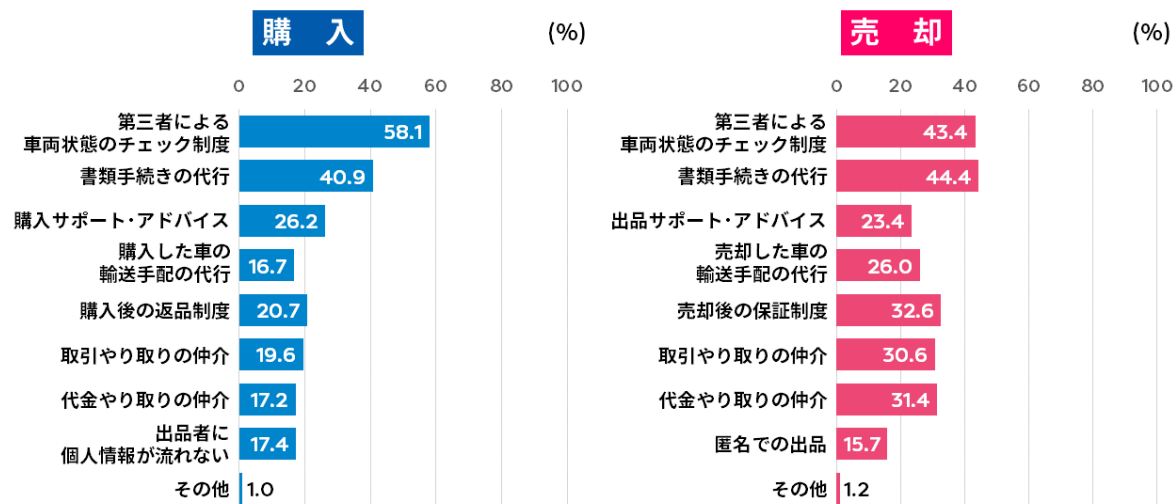 購 入
(%)
0 20 40 60 80 100
第三者による
車両状態のチェック制度
58.1
書類手続きの代行
40.9
購入サポート・アドバイス
26.2
購入した車の
輸送手配の代行
16.7
購入後の返品制度
20.7
取引やり取りの仲介
19.6
代金やり取りの仲介
17.2
出品者に
個人情報が流れない
17.4
その他
1.0
売 却
(%)
0 20 40 60 80 100
第三者による
車両状態のチェック制度
43.4
書類手続きの代行
44.4
出品サポート・アドバイス
23.4
売却した車の
輸送手配の代行
26.0
売却後の保証制度
32.6
取引やり取りの仲介
30.6
代金やり取りの仲介
31.4
匿名での出品
15.7
その他
1.2